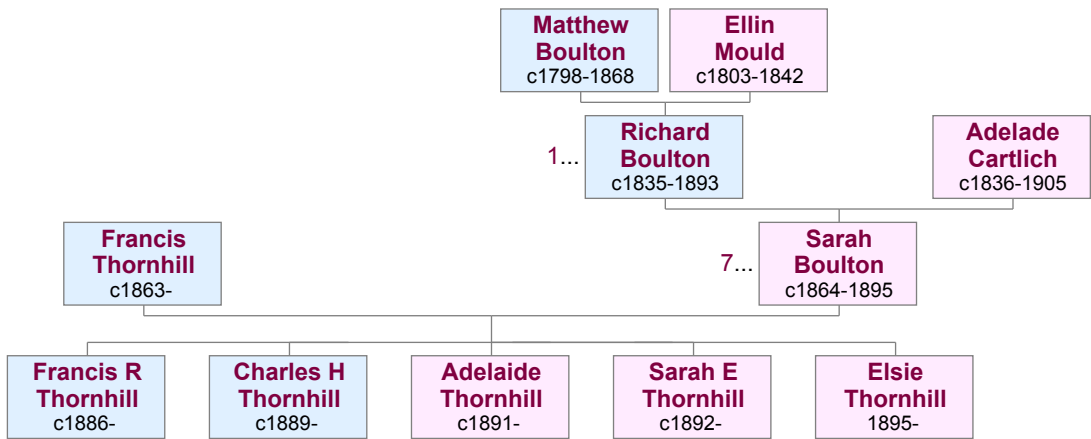 Matthew
Boulton
c1798-1868
Ellin
Mould
c1803-1842
1...
Richard
Boulton
c1835-1893
Adelade
Cartlich
c1836-1905
Francis
Thornhill
c1863-
7...
Sarah
Boulton
c1864-1895
Francis R
Thornhill
c1886-
Charles H
Thornhill
c1889-
Adelaide
Thornhill
c1891-
Sarah E
Thornhill
c1892-
Elsie
Thornhill
1895-